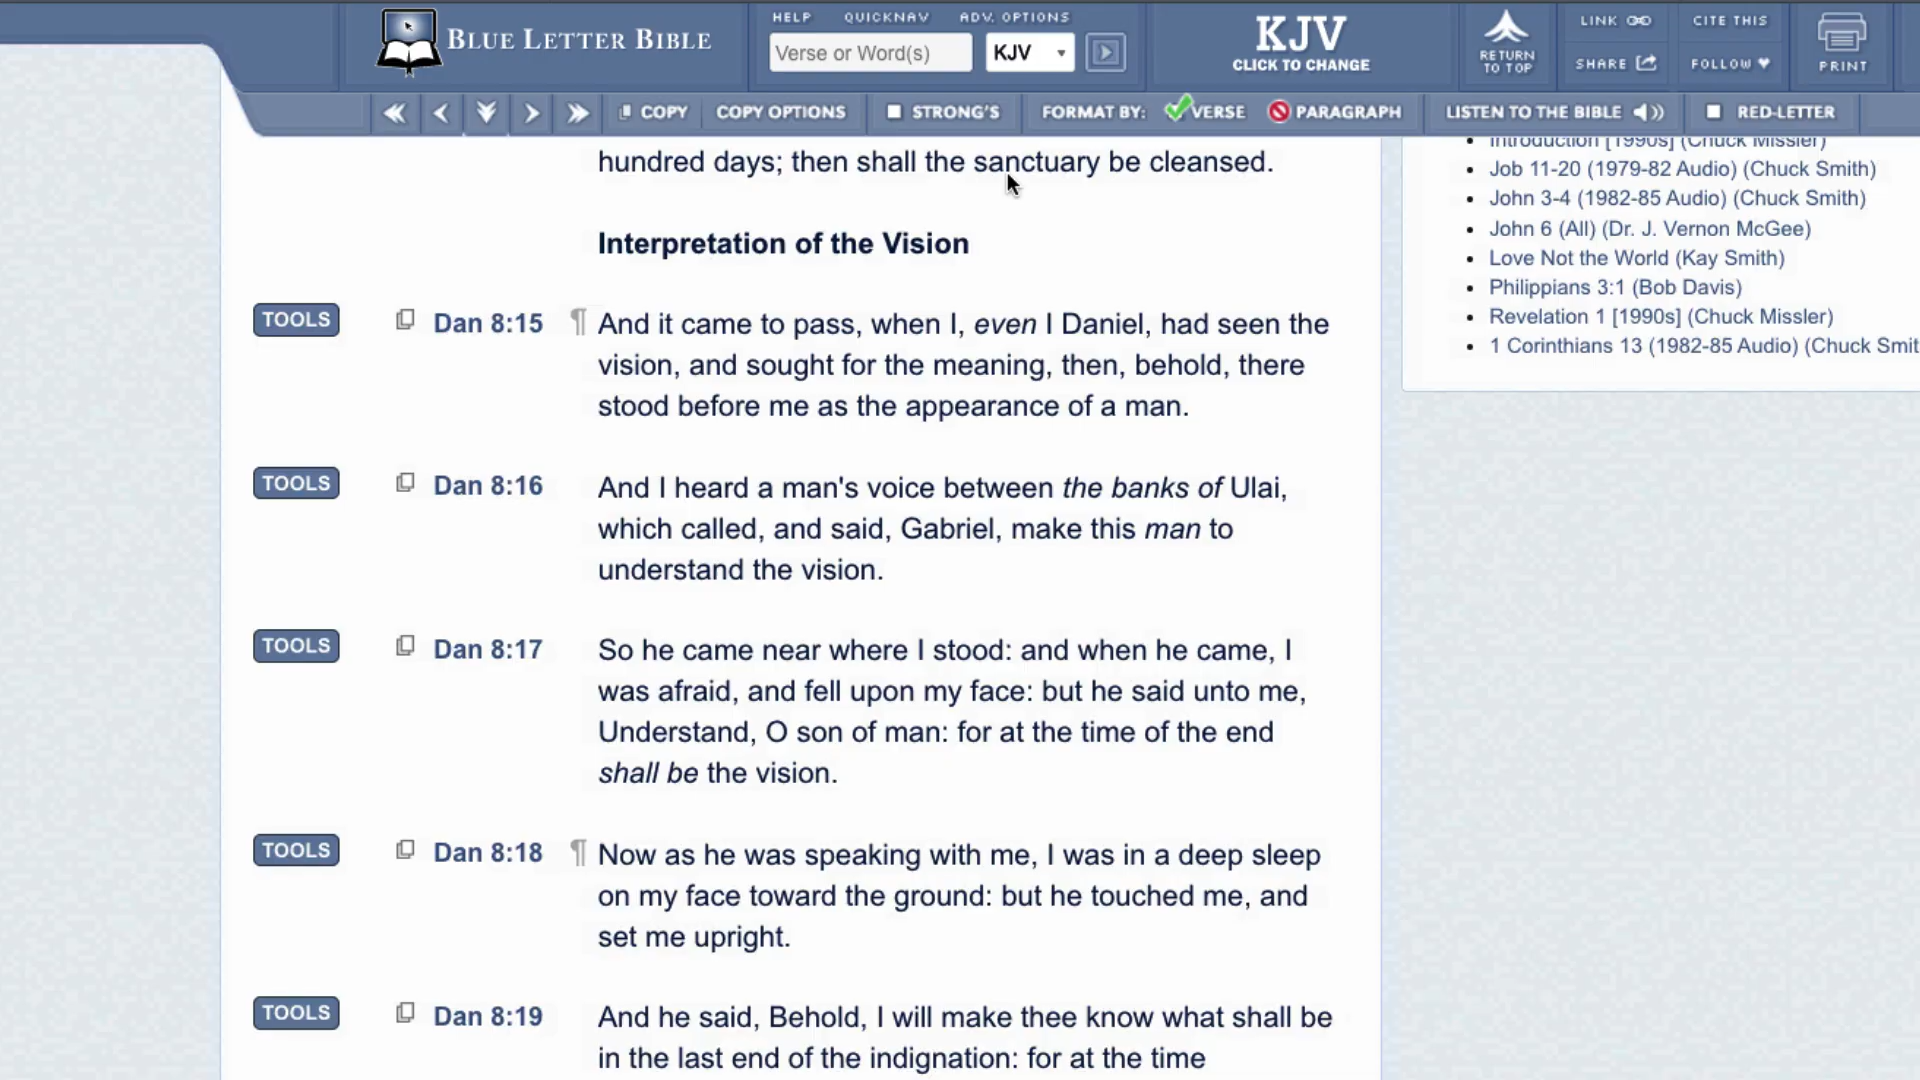 HELP QUICKNAV ADV. OPTIONS
BLUE LETTER BIBLE
Verse or Word(s) KJV
KJV
CLICK TO CHANGE
RETURN
TO TOP
LINK
SHARE
CITE THIS
FOLLOW
PRINT
COPY COPY OPTIONS STRONG'S FORMAT BY: VERSE PARAGRAPH LISTEN TO THE BIBLE RED-LETTER
hundred days; then shall the sanctuary be cleansed.
Interpretation of the Vision
TOOLS Dan 8:15 ¶ And it came to pass, when I, even I Daniel, had seen the
vision, and sought for the meaning, then, behold, there
stood before me as the appearance of a man.
TOOLS Dan 8:16 And I heard a man's voice between the banks of Ulai,
which called, and said, Gabriel, make this man to
understand the vision.
TOOLS Dan 8:17 So he came near where I stood: and when he came, I
was afraid, and fell upon my face: but he said unto me,
Understand, O son of man: for at the time of the end
shall be the vision.
TOOLS Dan 8:18 ¶ Now as he was speaking with me, I was in a deep sleep
on my face toward the ground: but he touched me, and
set me upright.
TOOLS Dan 8:19 And he said, Behold, I will make thee know what shall be
in the last end of the indignation: for at the time
Introduction [1990s] (Chuck Missler)
Job 11-20 (1979-82 Audio) (Chuck Smith)
John 3-4 (1982-85 Audio) (Chuck Smith)
John 6 (All) (Dr. J. Vernon McGee)
Love Not the World (Kay Smith)
Philippians 3:1 (Bob Davis)
Revelation 1 [1990s] (Chuck Missler)
1 Corinthians 13 (1982-85 Audio) (Chuck Smit